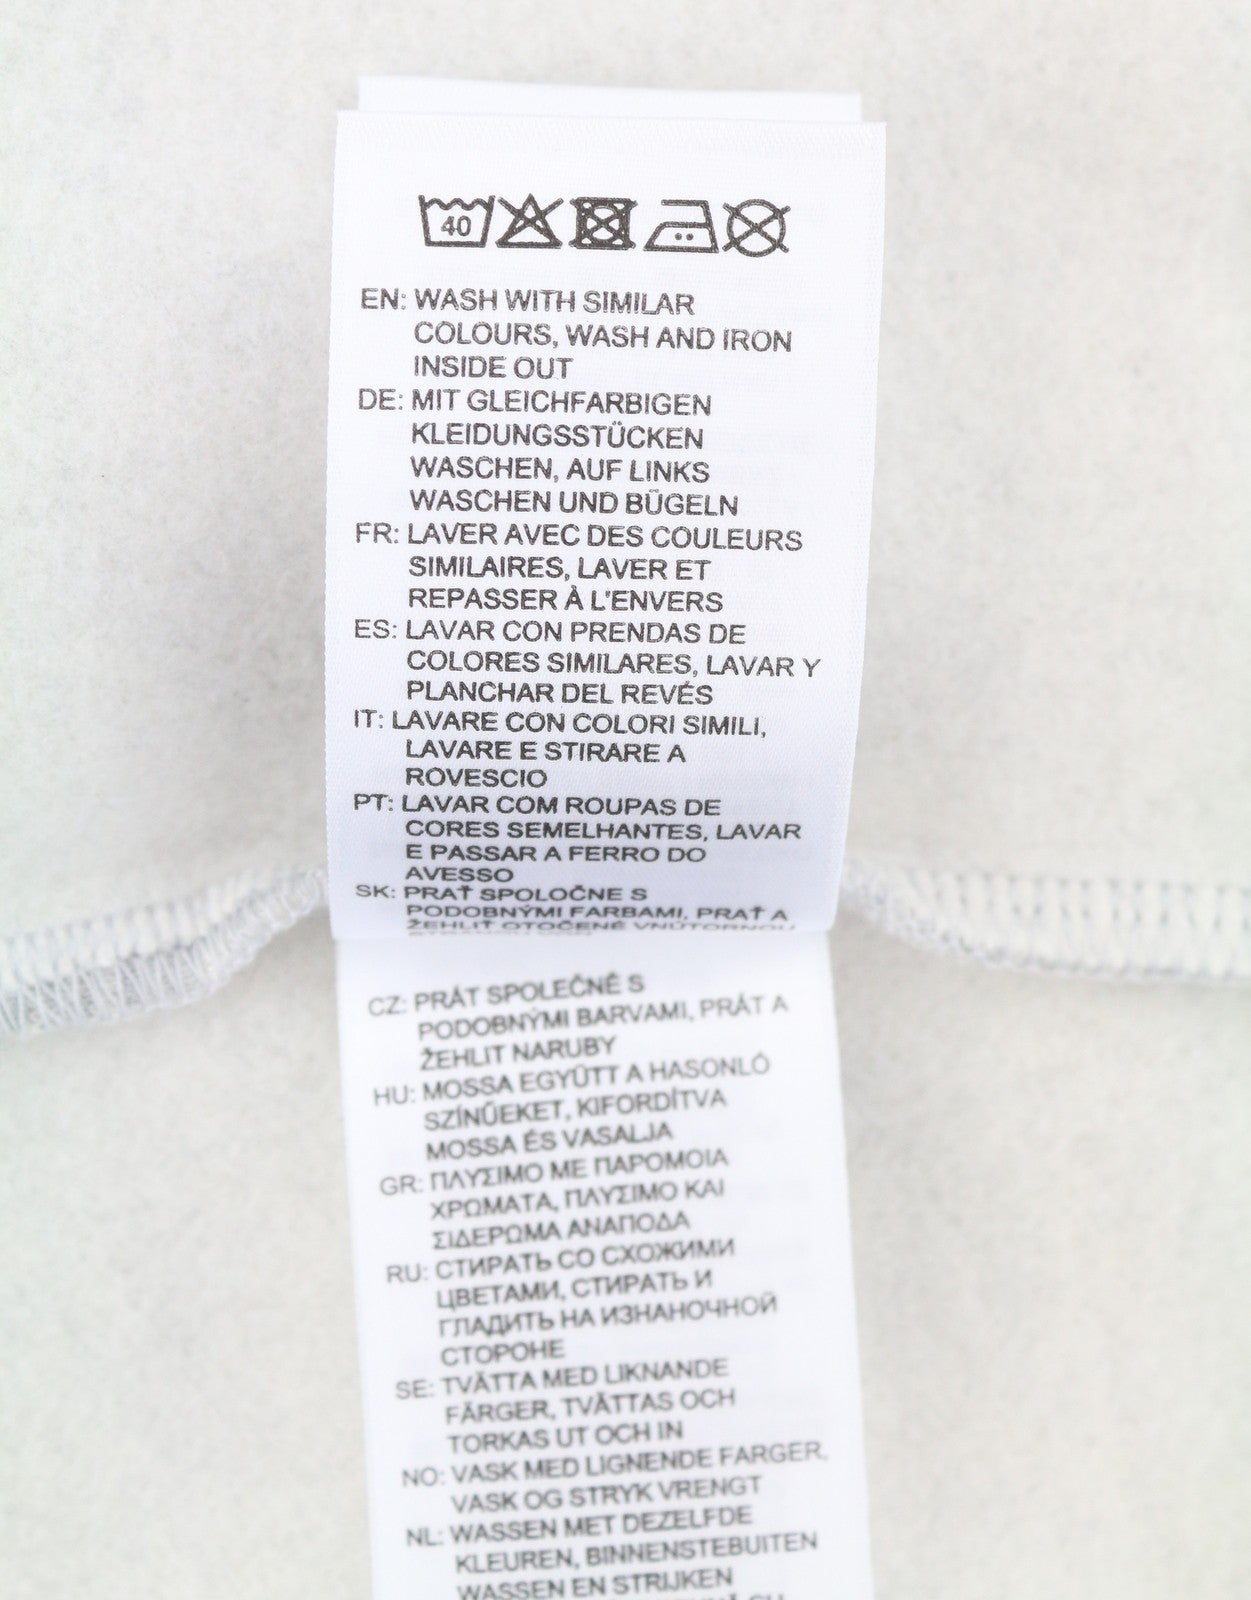 40
EN: WASH WITH SIMILAR
COLOURS, WASH AND IRON
INSIDE OUT
DE: MIT GLEICHFARBIGEN
KLEIDUNGSSTÜCKEN
WASCHEN, AUF LINKS
WASCHEN UND BÜGELN
FR: LAVER AVEC DES COULEURS
SIMILAIRES, LAVER ET
REPASSER À L'ENVERS
ES: LAVAR CON PRENDAS DE
COLORES SIMILARES, LAVAR Y
PLANCHAR DEL REVÉS
IT: LAVARE CON COLORI SIMILI,
LAVARE E STIRARE A
ROVESCIO
PT: LAVAR COM ROUPAS DE
CORES SEMELHANTES, LAVAR
E PASSAR A FERRO DO
AVESSO
SK: PRAŤ SPOLOČNE S
PODOBNÝMI FARBAMI, PRAŤ A
ŽEHLIŤ OTOČENÉ VNÚTORNOU
CZ: PRÁT SPOLEČNĚ S
PODOBNÝMI BARVAMI, PRÁT A
ŽEHLIT NARUBY
HU: MOSSA EGYÜTT A HASONLÓ
SZÍNŰEKET, KIFORDÍTVA
MOSSA ÉS VASALJA
GR: ΠΛΥΣΙΜΟ ΜΕ ΠΑΡΟΜΟΙΑ
ΧΡΩΜΑΤΑ, ΠΛΥΣΙΜΟ ΚΑΙ
ΣΙΔΕΡΩΜΑ ΑΝΑΠΟΔΑ
RU: СТИРАТЬ СО СХОЖИМИ
ЦВЕТАМИ, СТИРАТЬ И
ГЛАДИТЬ НА ИЗНАНОЧНОЙ
СТОРОНЕ
SE: TVÄTTA MED LIKNANDE
FÄRGER, TVÄTTAS OCH
TORKAS UT OCH IN
NO: VASK MED LIGNENDE FARGER,
VASK OG STRYK VRENGT
NL: WASSEN MET DEZELFDE
KLEUREN, BINNENSTEBUITEN
WASSEN EN STRIJKEN